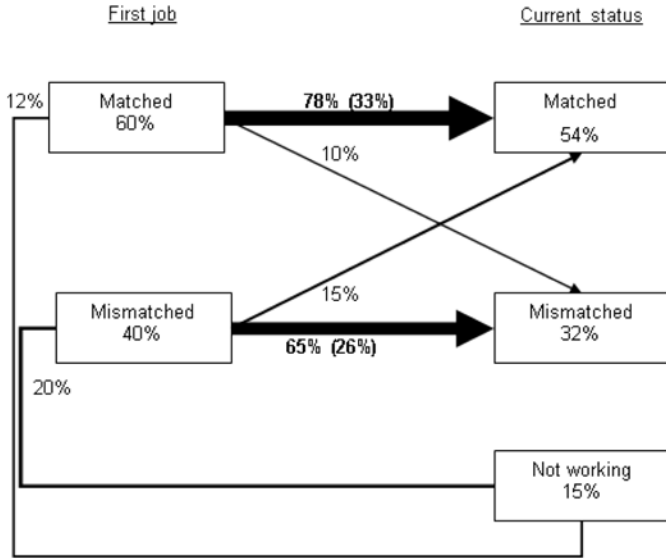 First job
Current status
12%
Matched
60%
78% (33%)
Matched
54%
10%
15%
Mismatched
40%
65% (26%)
Mismatched
32%
20%
Not working
15%